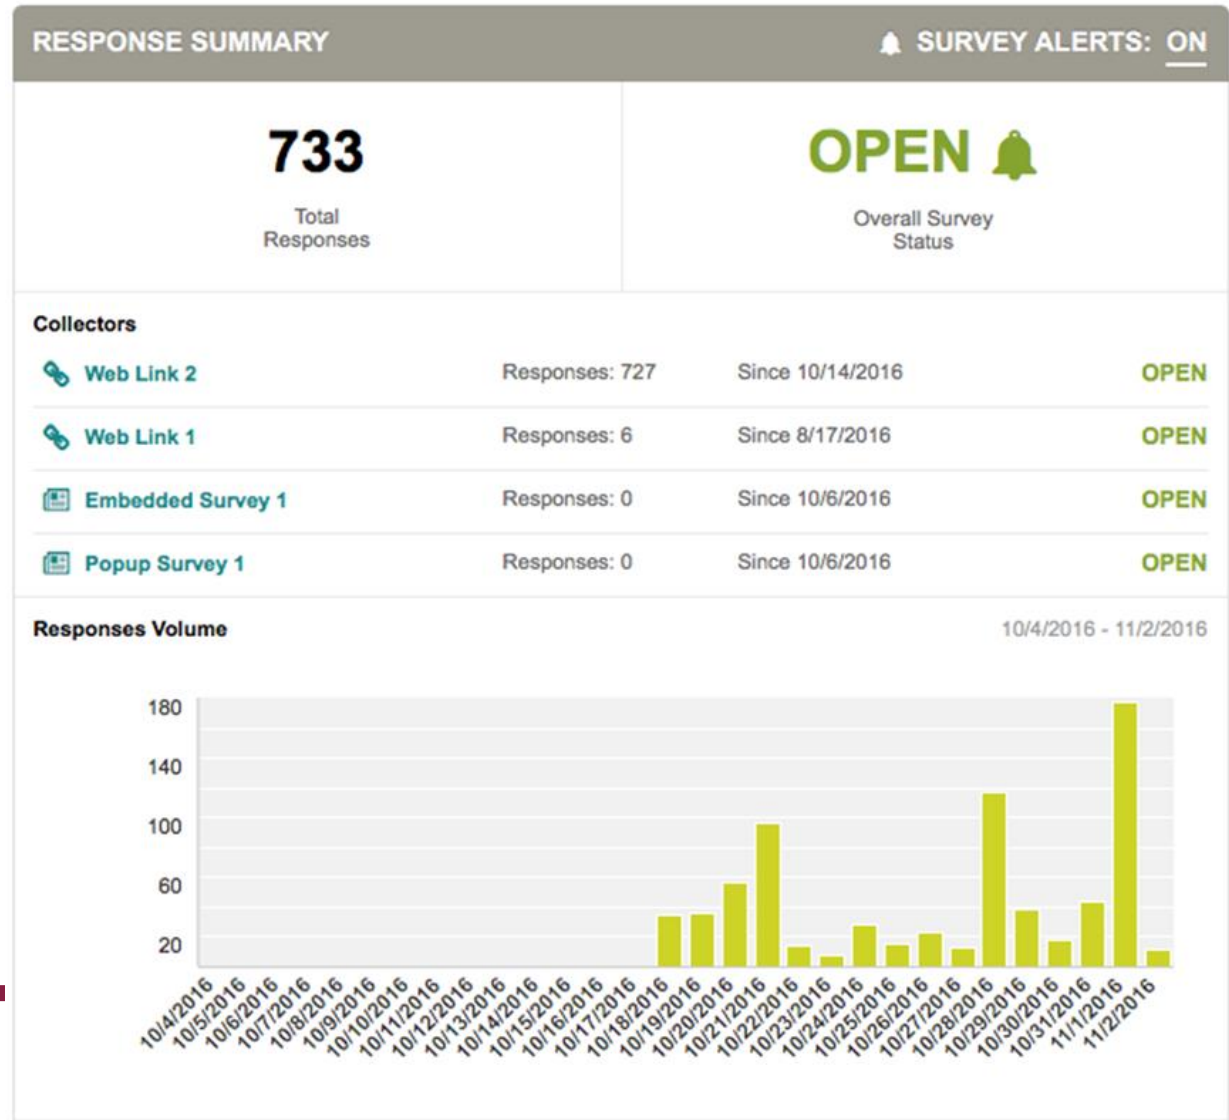 RESPONSE SUMMARY
SURVEY ALERTS: ON
733
Total
Responses
OPEN
Overall Survey
Status
Collectors
Web Link 2 Responses: 727 Since 10/14/2016 OPEN
Web Link 1 Responses: 6 Since 8/17/2016 OPEN
Embedded Survey 1 Responses: 0 Since 10/6/2016 OPEN
Popup Survey 1 Responses: 0 Since 10/6/2016 OPEN
Responses Volume 10/4/2016 - 11/2/2016
180
140
100
60
20
10/4/2016
10/5/2016
10/6/2016
10/7/2016
10/8/2016
10/9/2016
10/10/2016
10/11/2016
10/12/2016
10/13/2016
10/14/2016
10/15/2016
10/16/2016
10/17/2016
10/18/2016
10/19/2016
10/20/2016
10/21/2016
10/22/2016
10/23/2016
10/24/2016
10/25/2016
10/26/2016
10/27/2016
10/28/2016
10/29/2016
10/30/2016
10/31/2016
11/1/2016
11/2/2016